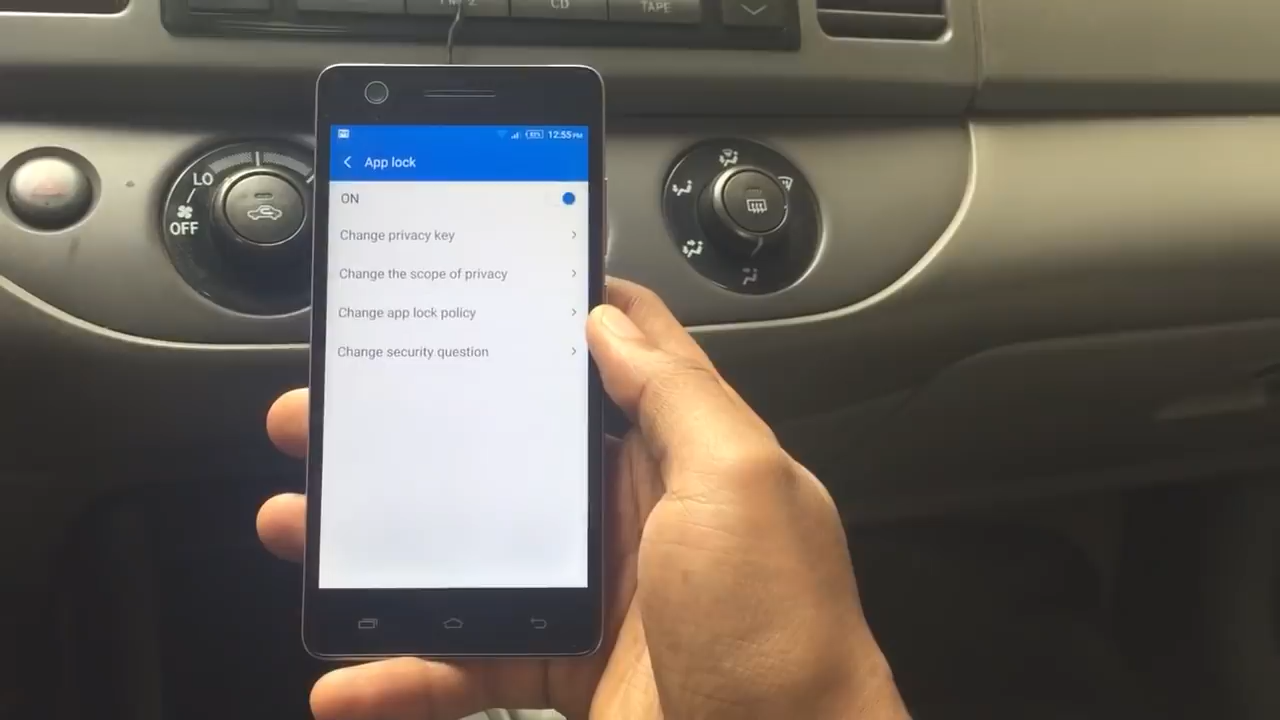 CD
TAPE
12:55 PM
App lock
ON
Change privacy key
Change the scope of privacy
Change app lock policy
Change security question
LO
OFF